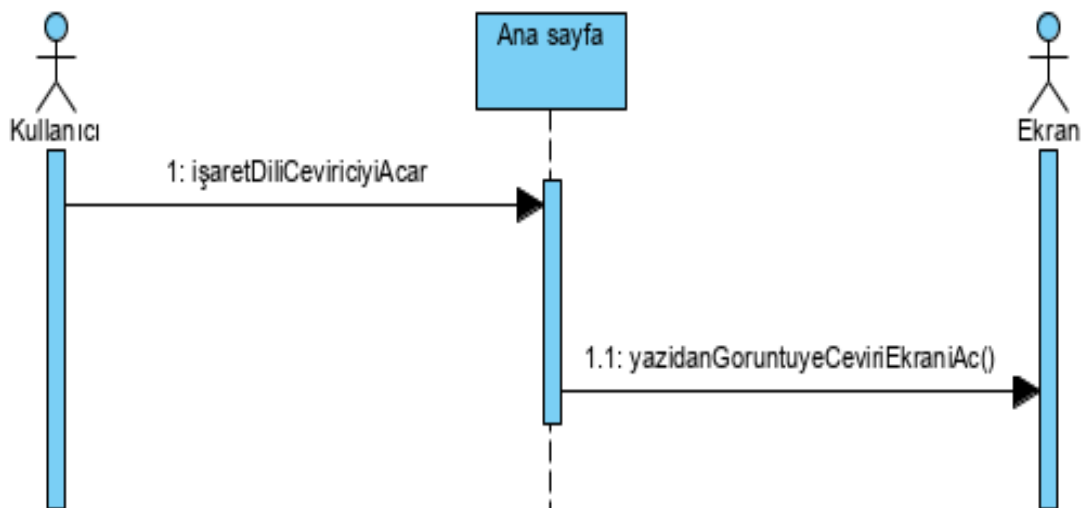 Ana sayfa
Kullanıcı
Ekran
1: işaretDiliCeviriciyiAcar
1.1: yazidanGoruntuyeCeviriEkraniAc()